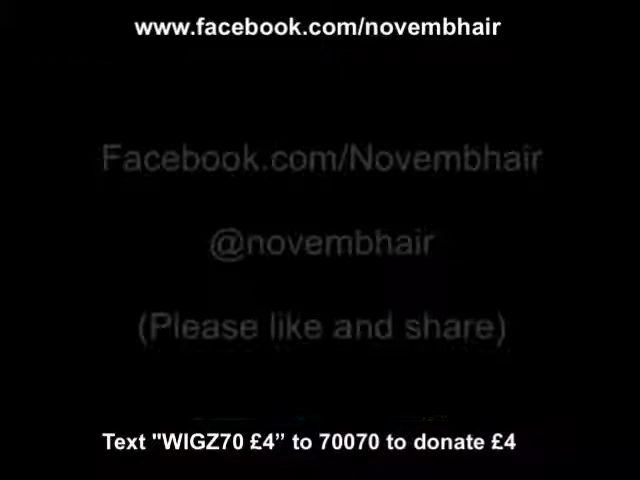 www.facebook.com/novembhair
Facebook.com/Novembhair
@novembhair
(Please like and share)
Text "WIGZ70 £4” to 70070 to donate £4